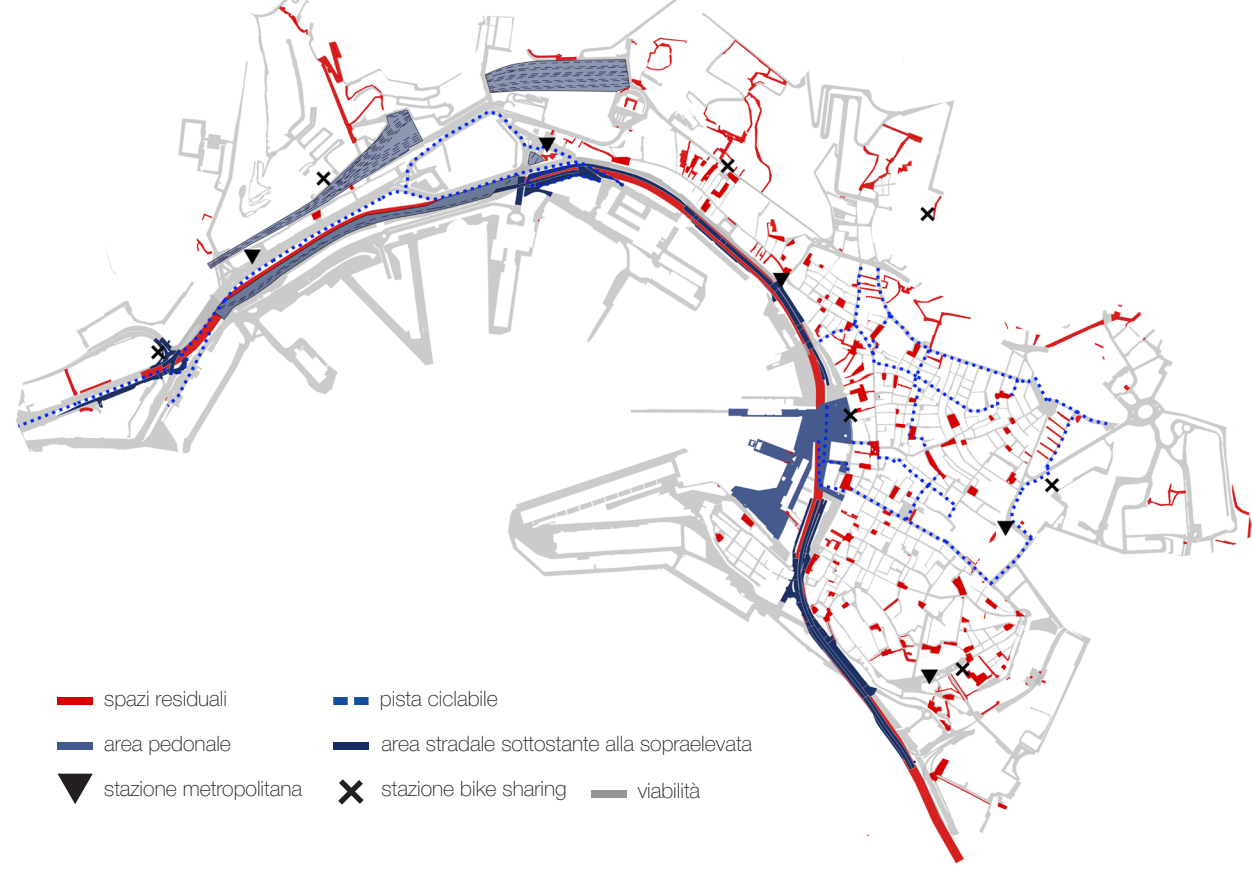 spazi residuali
pista ciclabile
area pedonale
area stradale sottostante alla sopraelevata
stazione metropolitana
stazione bike sharing
viabilità